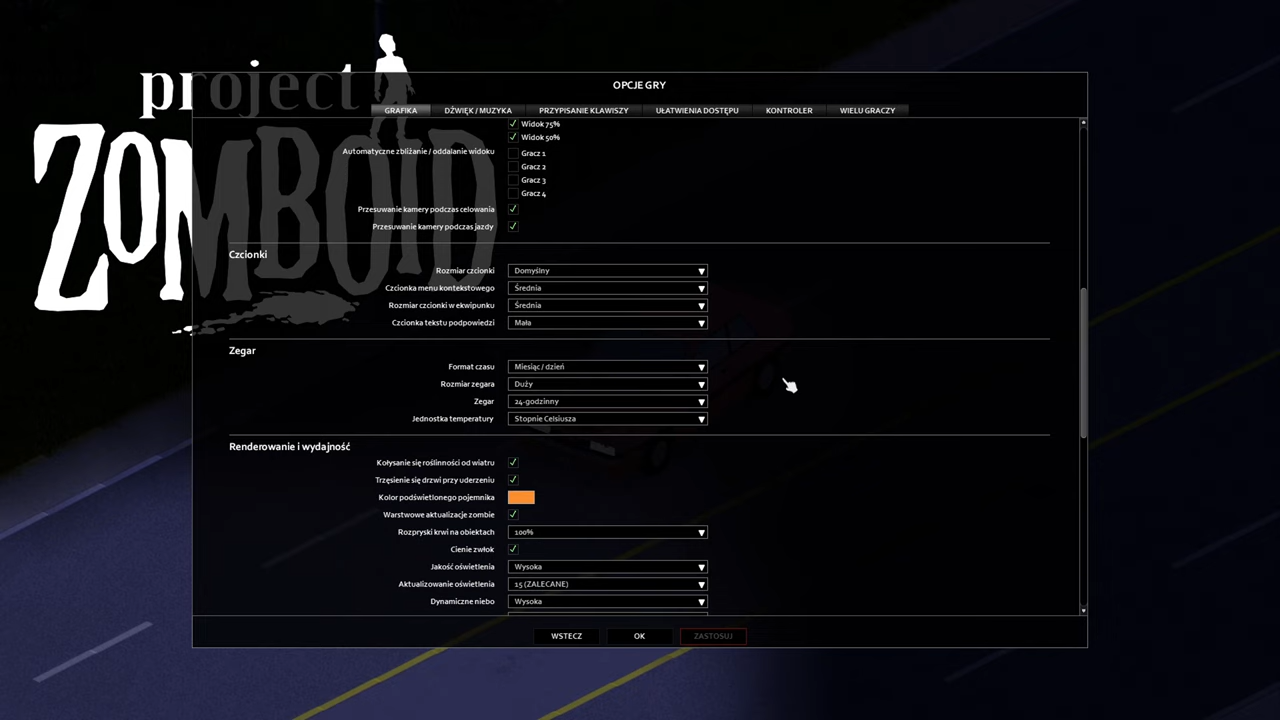 project
ZOMBOID
OPCJE GRY
GRAFIKA DŹWIĘK / MUZYKA PRZYPISANIE KLAWISZY UŁATWIENIA DOSTĘPU KONTROLER WIELU GRACZY
Widok 75%
Widok 50%
Automatyczne zbliżanie / oddalanie widoku Gracz 1
Gracz 2
Gracz 3
Gracz 4
Przesuwanie kamery podczas celowania
Przesuwanie kamery podczas jazdy
Czcionki
Rozmiar czcionki Domyślny
Czcionka menu kontekstowego Średnia
Rozmiar czcionki w ekwipunku Średnia
Czcionka tekstu podpowiedzi Mała
Zegar
Format czasu Miesiąc / dzień
Rozmiar zegara Duży
Zegar 24-godzinny
Jednostka temperatury Stopnie Celsiusza
Renderowanie i wydajność
Kołysanie się roślinności od wiatru
Trzęsienie się drzwi przy uderzeniu
Kolor podświetlonego pojemnika
Warstwowe aktualizacje zombie
Rozpryski krwi na obiektach 100%
Cienie zwłok
Jakość oświetlenia Wysoka
Aktualizowanie oświetlenia 15 (ZALECANE)
Dynamiczne niebo Wysoka
WSTECZ OK ZASTOSUJ